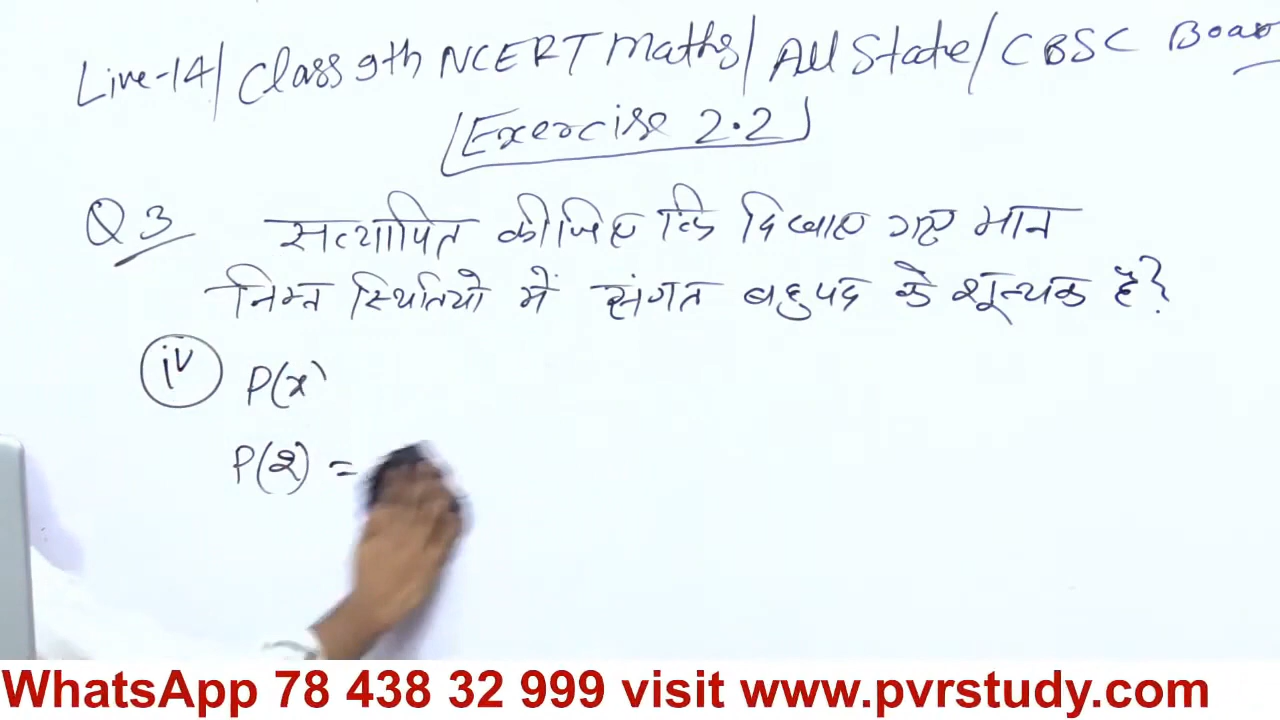 Live-14/ Class 9th NCERT Maths/ All State/ CBSC Boar
Exercise 2.2
Q 3 सत्यापित कीजिए कि दिखाए गए मान
निम्न स्थितियो में संगत बहुपद के शून्यक है?
iv P(x)
P(2) =
WhatsApp 78 438 32 999 visit www.pvrstudy.com